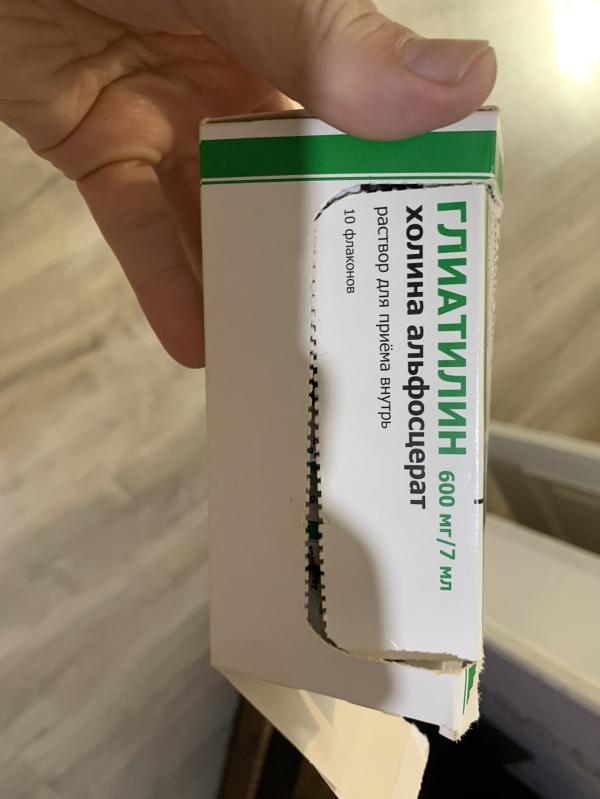 ГЛИАТИЛИН 600 мг/7 мл
холина альфосцерат
раствор для приёма внутрь
10 флаконов